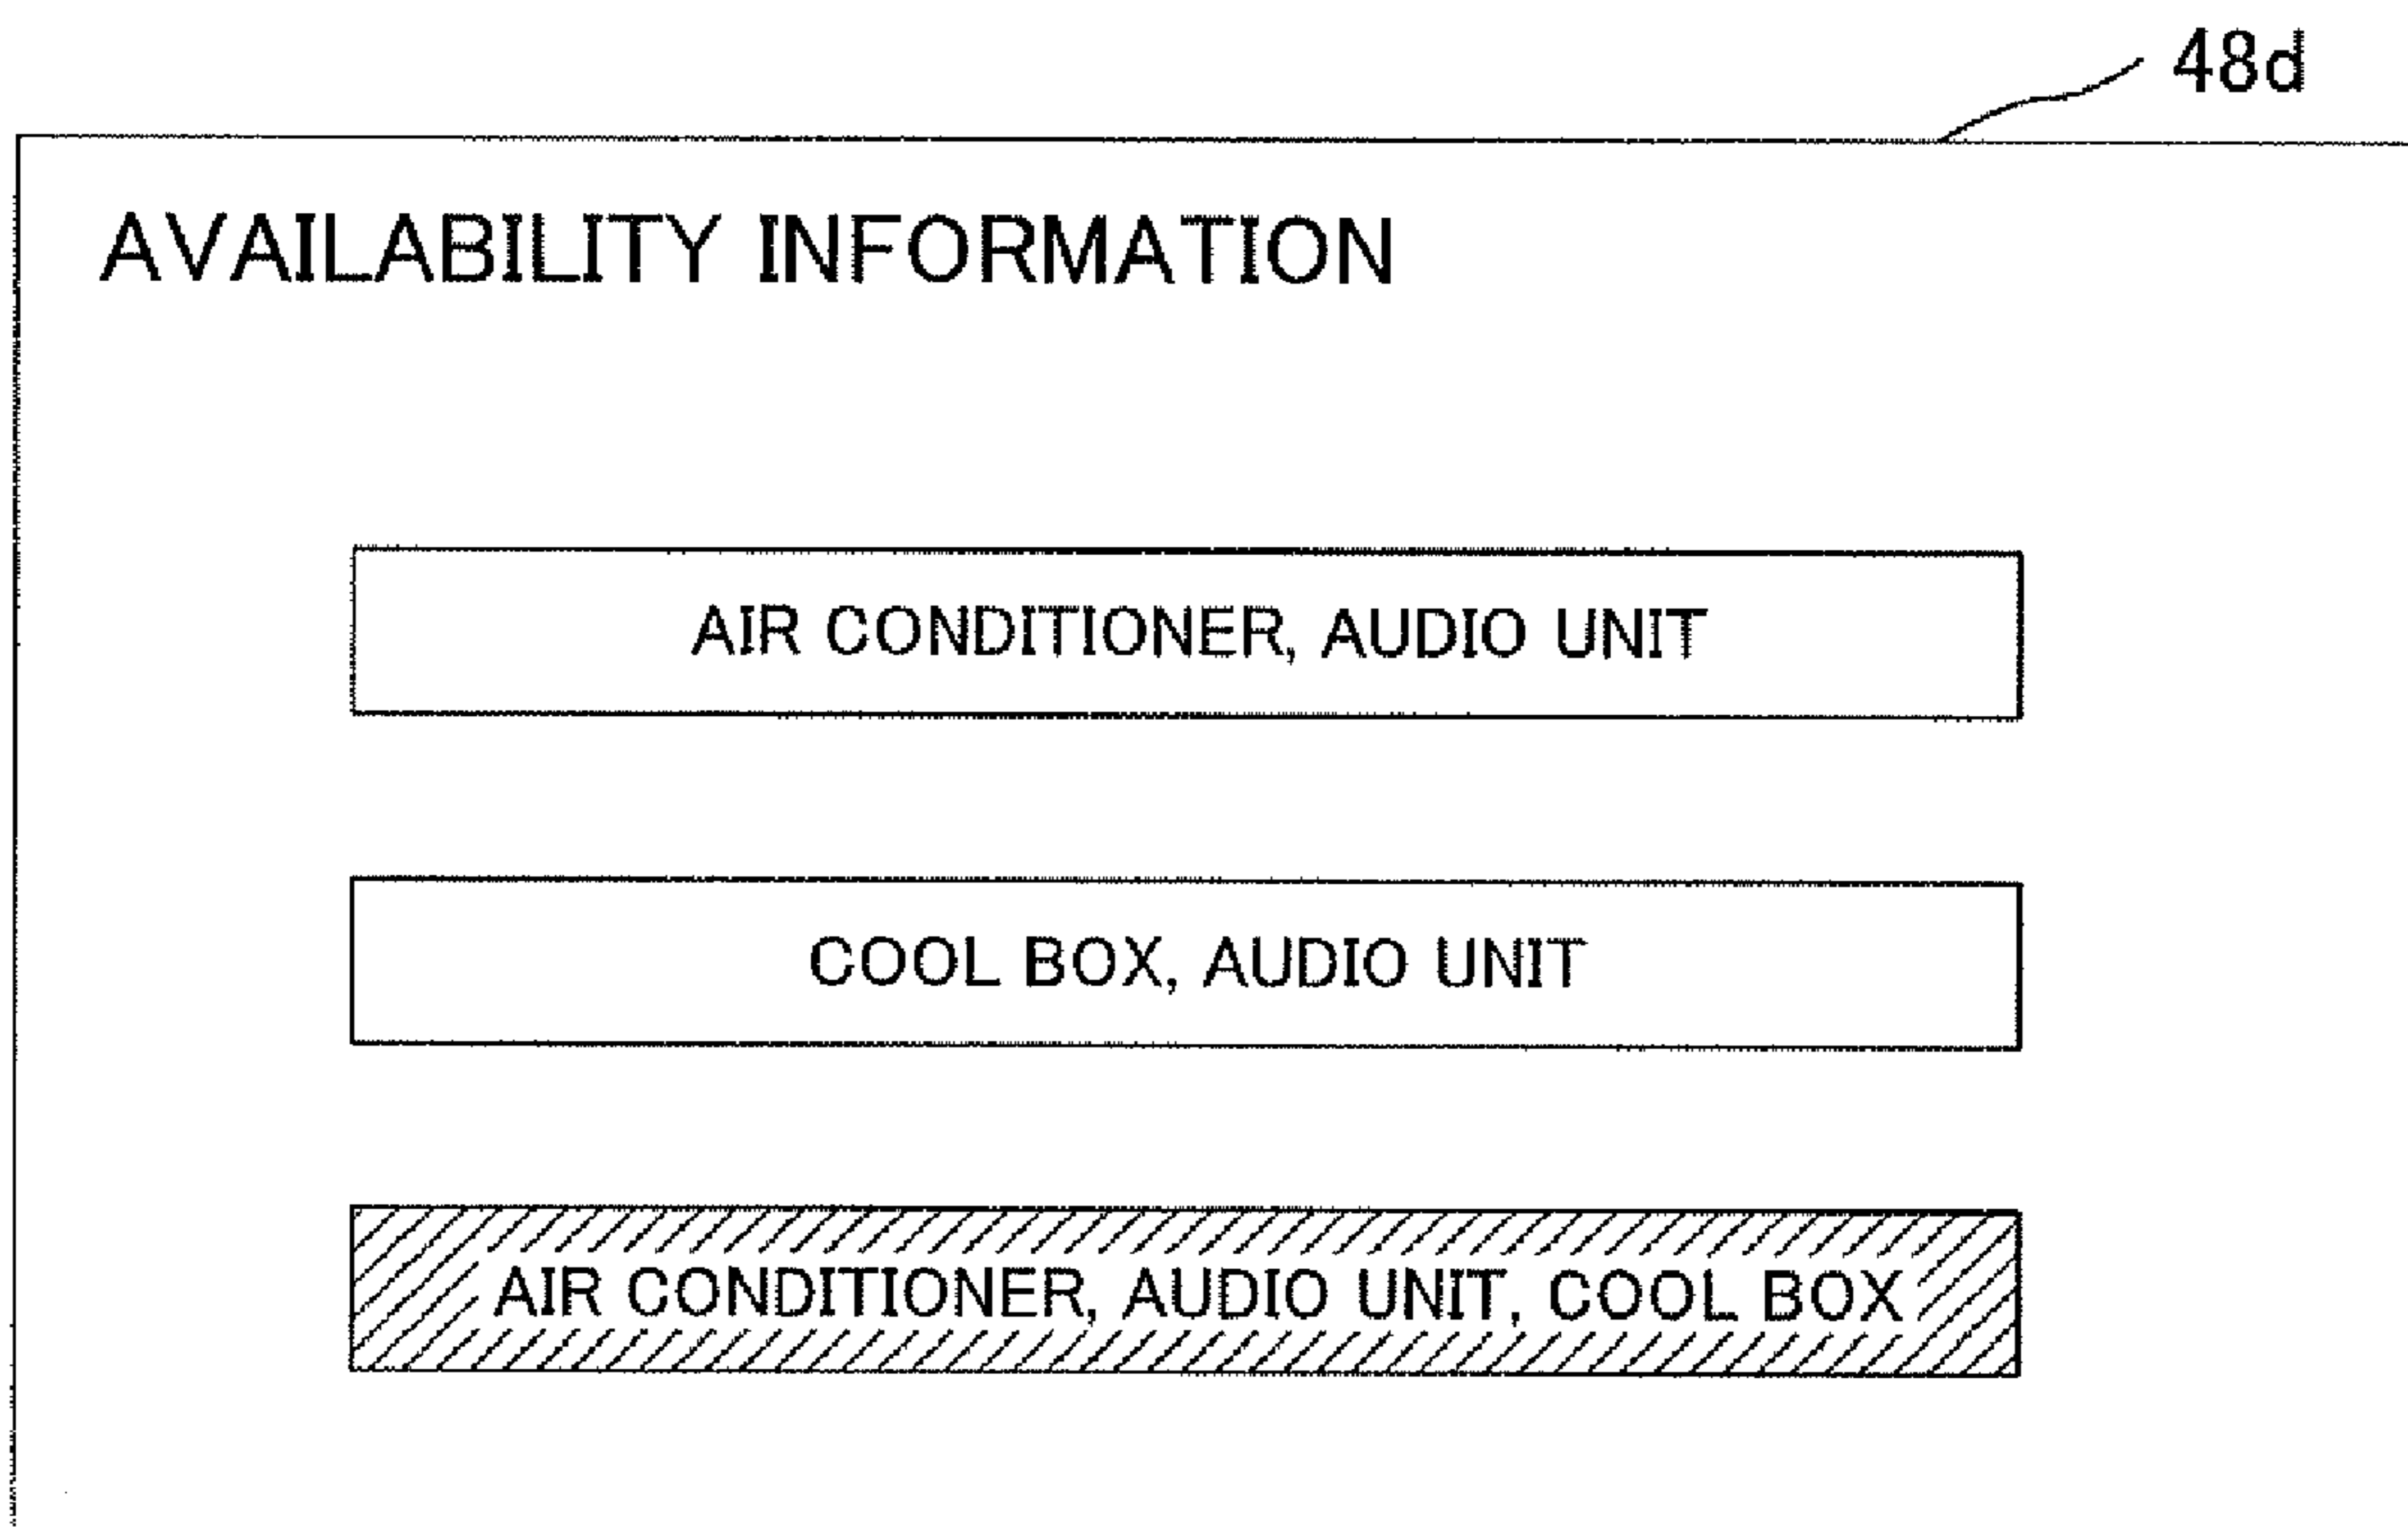 48d
AVAILABILITY INFORMATION
AIR CONDITIONER, AUDIO UNIT
COOL BOX, AUDIO UNIT
AIR CONDITIONER, AUDIO UNIT, COOL BOX